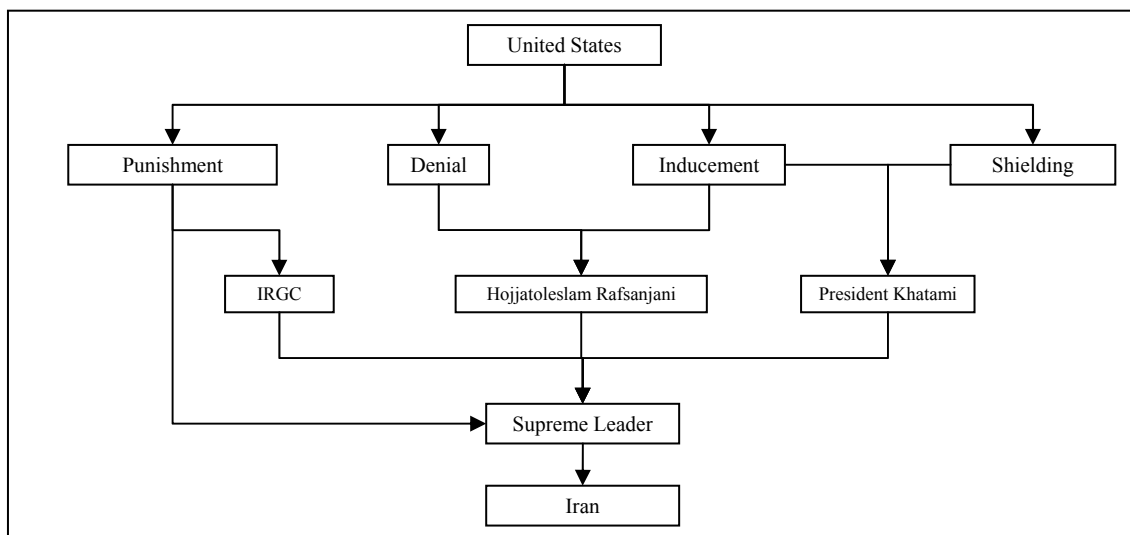 United States
Punishment
Denial
Inducement
Shielding
IRGC
Hojjatoleslam Rafsanjani
President Khatami
Supreme Leader
Iran